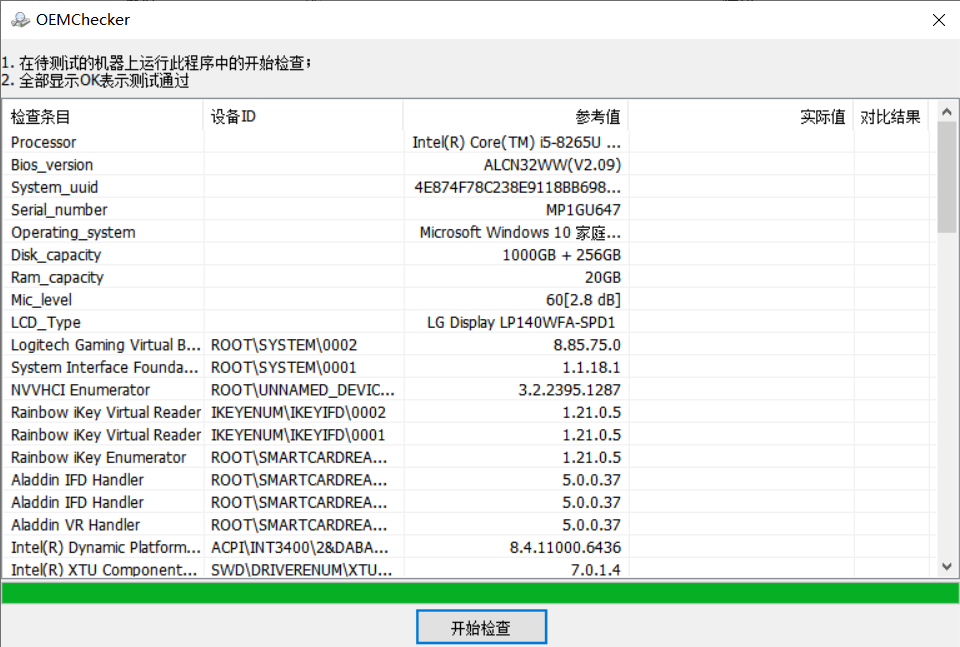 OEMChecker
1. 在待测试的机器上运行此程序中的开始检查；
2. 全部显示OK表示测试通过
检查条目 设备ID 参考值 实际值 对比结果
Processor Intel(R) Core(TM) i5-8265U ...
Bios_version ALCN32WW(V2.09)
System_uuid 4E874F78C238E9118BB698...
Serial_number MP1GU647
Operating_system Microsoft Windows 10 家庭...
Disk_capacity 1000GB + 256GB
Ram_capacity 20GB
Mic_level 60[2.8 dB]
LCD_Type LG Display LP140WFA-SPD1
Logitech Gaming Virtual B... ROOT\SYSTEM\0002 8.85.75.0
System Interface Founda... ROOT\SYSTEM\0001 1.1.18.1
NVVHCI Enumerator ROOT\UNNAMED_DEVIC... 3.2.2395.1287
Rainbow iKey Virtual Reader IKEYENUM\IKEYIFD\0002 1.21.0.5
Rainbow iKey Virtual Reader IKEYENUM\IKEYIFD\0001 1.21.0.5
Rainbow iKey Enumerator ROOT\SMARTCARDREA... 1.21.0.5
Aladdin IFD Handler ROOT\SMARTCARDREA... 5.0.0.37
Aladdin IFD Handler ROOT\SMARTCARDREA... 5.0.0.37
Aladdin VR Handler ROOT\SMARTCARDREA... 5.0.0.37
Intel(R) Dynamic Platform... ACPI\INT3400\2&DABA... 8.4.11000.6436
Intel(R) XTU Component... SWD\DRIVERENUM\XTU... 7.0.1.4
开始检查